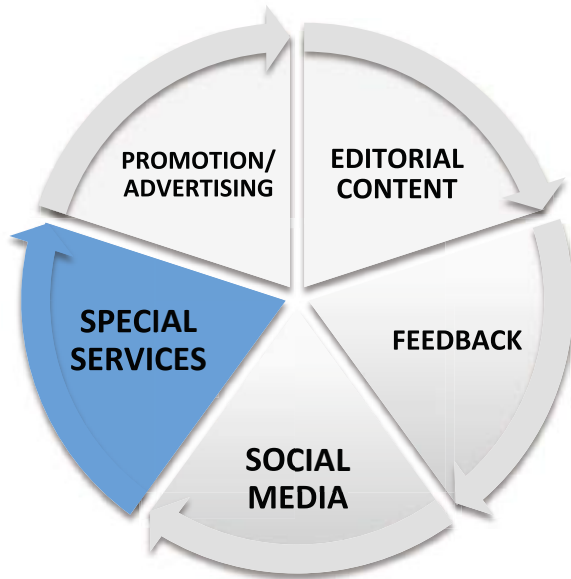 PROMOTION/
ADVERTISING
EDITORIAL
CONTENT
FEEDBACK
SOCIAL
MEDIA
SPECIAL
SERVICES